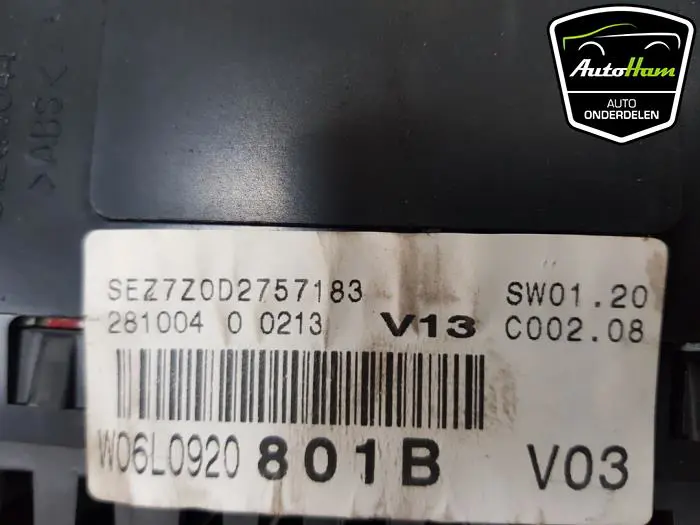 AutoHam
AUTO
ONDERDELEN
>ABS<
SEZ7Z0D2757183 SW01.20
281004 0 0213 V13 C002.08
W06L0920 801B V03